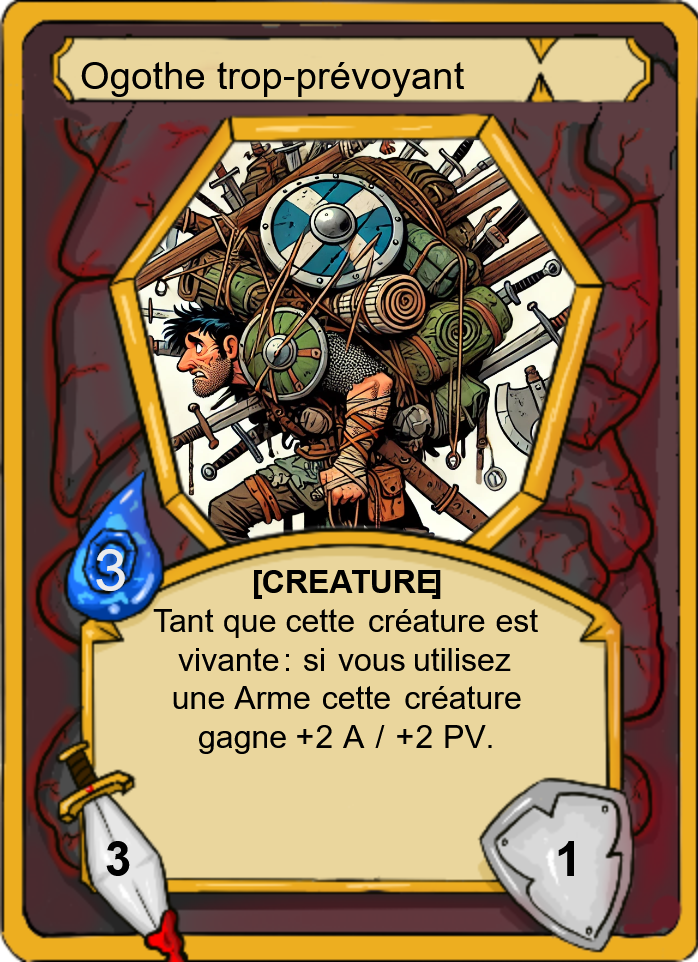 Ogothe trop-prévoyant
3
[CREATURE]
Tant que cette créature est
vivante : si vous utilisez
une Arme cette créature
gagne +2 A / +2 PV.
3
1